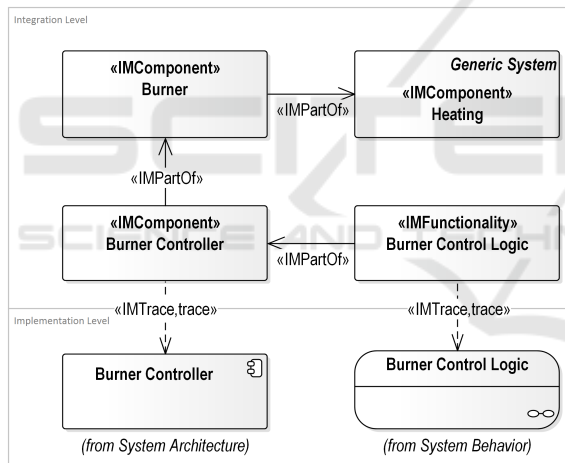 Integration Level
«IMComponent»
Burner
Generic System
«IMComponent»
Heating
«IMPartOf»
«IMPartOf»
«IMComponent»
Burner Controller
«IMFunctionality»
Burner Control Logic
«IMPartOf»
«IMTrace,trace»
«IMTrace,trace»
Implementation Level
Burner Controller
Burner Control Logic
(from System Architecture)
(from System Behavior)